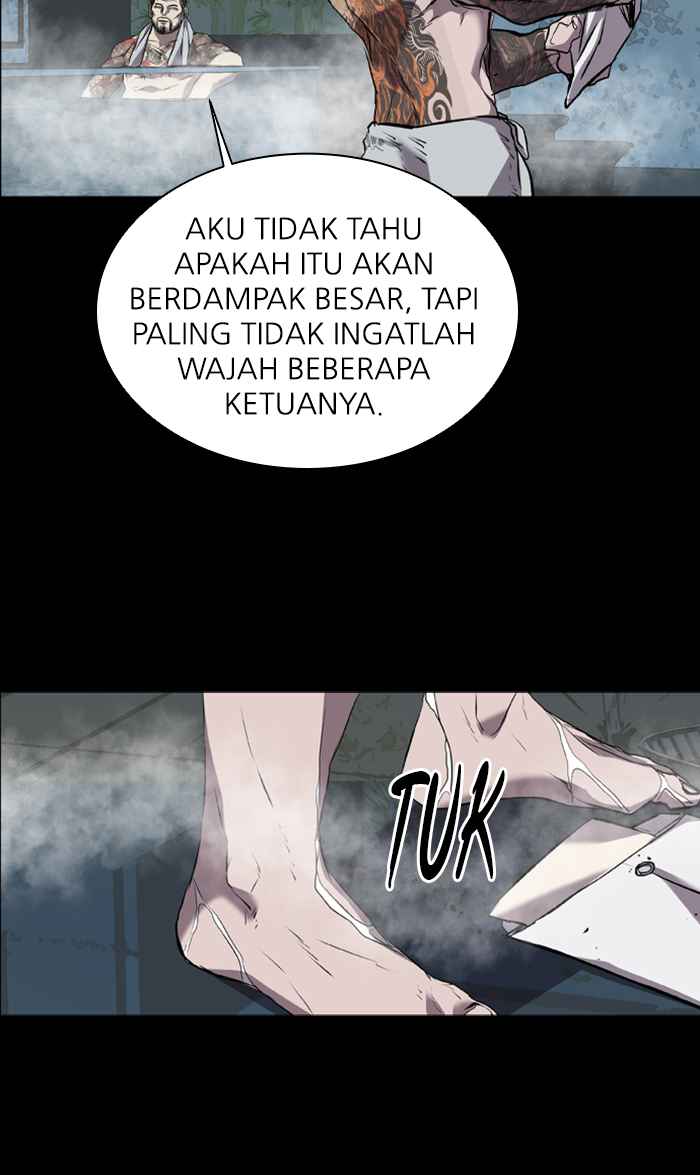 AKU TIDAK TAHU
APAKAH ITU AKAN
BERDAMPAK BESAR, TAPI
PALING TIDAK INGATLAH
WAJAH BEBERAPA
KETUANYA.
TUK